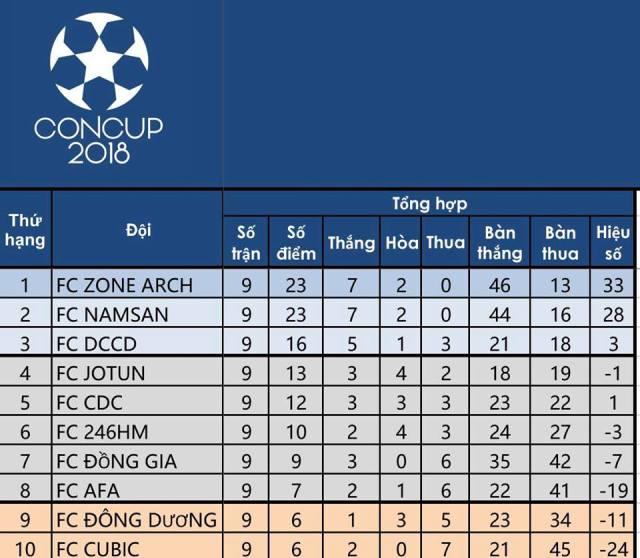 CONCUP
2018
Thứ hạng Đội Tổng hợp
Số trận Số điểm Thắng Hòa Thua Bàn thắng Bàn thua Hiệu số
1 FC ZONE ARCH 9 23 7 2 0 46 13 33
2 FC NAMSAN 9 23 7 2 0 44 16 28
3 FC DCCD 9 16 5 1 3 21 18 3
4 FC JOTUN 9 13 3 4 2 18 19 -1
5 FC CDC 9 12 3 3 3 23 22 1
6 FC 246HM 9 10 2 4 3 24 27 -3
7 FC ĐỒNG GIA 9 9 3 0 6 35 42 -7
8 FC AFA 9 7 2 1 6 22 41 -19
9 FC ĐÔNG DƯƠNG 9 6 1 3 5 23 34 -11
10 FC CUBIC 9 6 2 0 7 21 45 -24